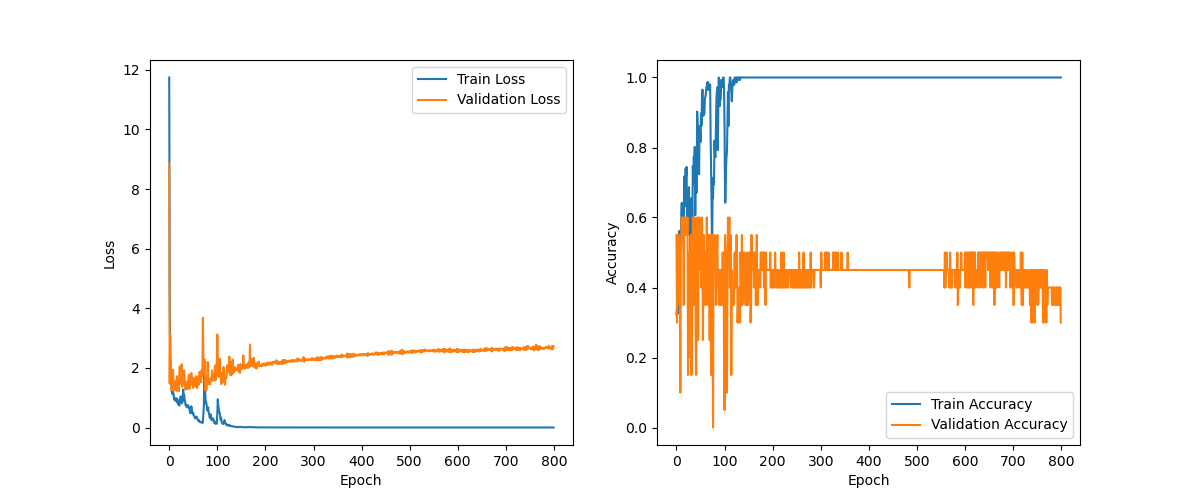 12
10
8
6
4
2
0
Loss
0 100 200 300 400 500 600 700 800
Epoch
Train Loss
Validation Loss
1.0
0.8
0.6
0.4
0.2
0.0
Accuracy
0 100 200 300 400 500 600 700 800
Epoch
Train Accuracy
Validation Accuracy